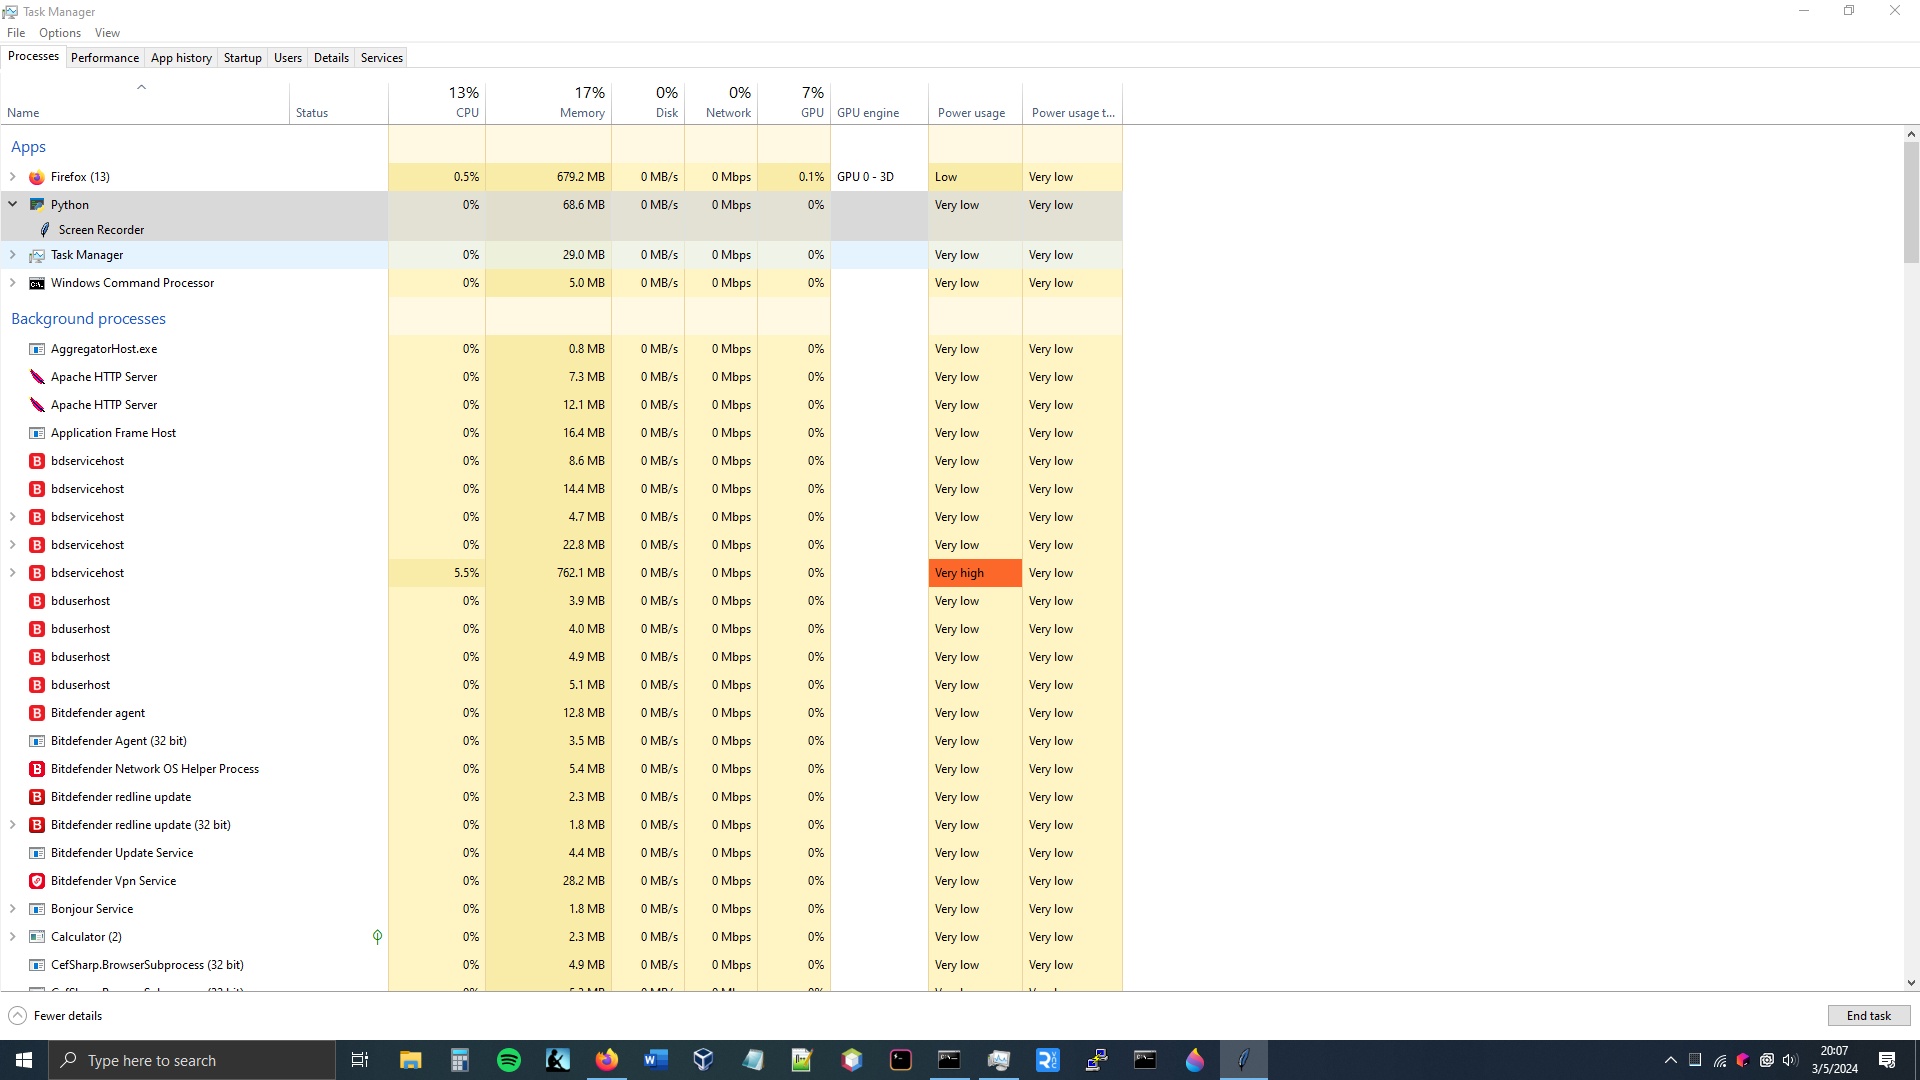 Task Manager
File Options View
Processes Performance App history Startup Users Details Services
13% 17% 0% 0% 7%
Name Status CPU Memory Disk Network GPU GPU engine Power usage Power usage t...
Apps
Firefox (13) 0.5% 679.2 MB 0 MB/s 0 Mbps 0.1% GPU 0 - 3D Low Very low
Python 0% 68.6 MB 0 MB/s 0 Mbps 0% Very low Very low
Screen Recorder
Task Manager 0% 29.0 MB 0 MB/s 0 Mbps 0% Very low Very low
Windows Command Processor 0% 5.0 MB 0 MB/s 0 Mbps 0% Very low Very low
Background processes
AggregatorHost.exe 0% 0.8 MB 0 MB/s 0 Mbps 0% Very low Very low
Apache HTTP Server 0% 7.3 MB 0 MB/s 0 Mbps 0% Very low Very low
Apache HTTP Server 0% 12.1 MB 0 MB/s 0 Mbps 0% Very low Very low
Application Frame Host 0% 16.4 MB 0 MB/s 0 Mbps 0% Very low Very low
bdservicehost 0% 8.6 MB 0 MB/s 0 Mbps 0% Very low Very low
bdservicehost 0% 14.4 MB 0 MB/s 0 Mbps 0% Very low Very low
bdservicehost 0% 4.7 MB 0 MB/s 0 Mbps 0% Very low Very low
bdservicehost 0% 22.8 MB 0 MB/s 0 Mbps 0% Very low Very low
bdservicehost 5.5% 762.1 MB 0 MB/s 0 Mbps 0% Very high Very low
bduserhost 0% 3.9 MB 0 MB/s 0 Mbps 0% Very low Very low
bduserhost 0% 4.0 MB 0 MB/s 0 Mbps 0% Very low Very low
bduserhost 0% 4.9 MB 0 MB/s 0 Mbps 0% Very low Very low
bduserhost 0% 5.1 MB 0 MB/s 0 Mbps 0% Very low Very low
Bitdefender agent 0% 12.8 MB 0 MB/s 0 Mbps 0% Very low Very low
Bitdefender Agent (32 bit) 0% 3.5 MB 0 MB/s 0 Mbps 0% Very low Very low
Bitdefender Network OS Helper Process 0% 5.4 MB 0 MB/s 0 Mbps 0% Very low Very low
Bitdefender redline update 0% 2.3 MB 0 MB/s 0 Mbps 0% Very low Very low
Bitdefender redline update (32 bit) 0% 1.8 MB 0 MB/s 0 Mbps 0% Very low Very low
Bitdefender Update Service 0% 4.4 MB 0 MB/s 0 Mbps 0% Very low Very low
Bitdefender Vpn Service 0% 28.2 MB 0 MB/s 0 Mbps 0% Very low Very low
Bonjour Service 0% 1.8 MB 0 MB/s 0 Mbps 0% Very low Very low
Calculator (2) 0% 2.3 MB 0 MB/s 0 Mbps 0% Very low Very low
CefSharp.BrowserSubprocess (32 bit) 0% 4.9 MB 0 MB/s 0 Mbps 0% Very low Very low
Fewer details End task
Type here to search
20:07
3/5/2024